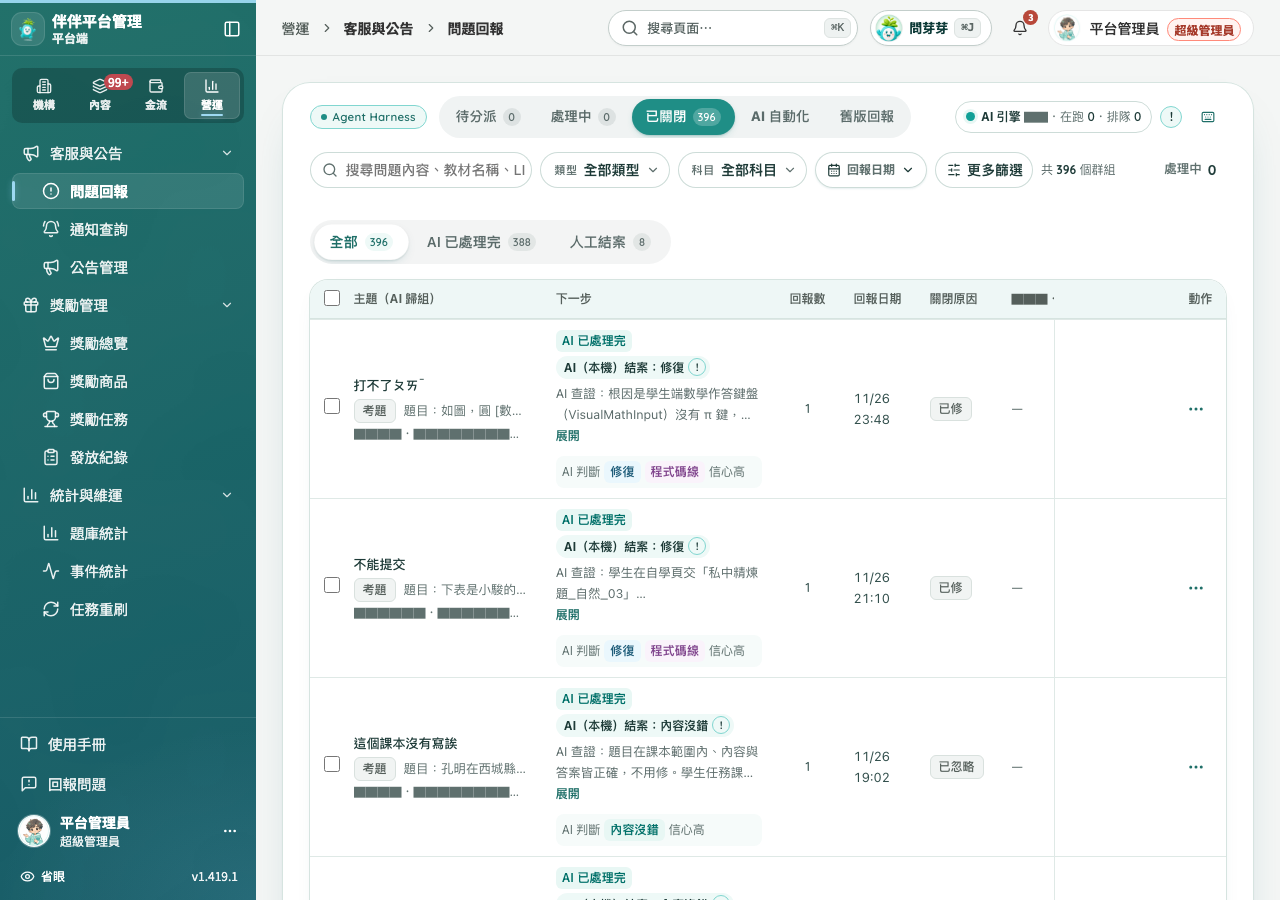 伴伴平台管理
平台端
機構
內容
99+
金流
營運
客服與公告
問題回報
通知查詢
公告管理
獎勵管理
獎勵總覽
獎勵商品
獎勵任務
發放紀錄
統計與維運
題庫統計
事件統計
任務重刷
使用手冊
回報問題
平台管理員
超級管理員
省眼
v1.419.1
營運 > 客服與公告 > 問題回報
搜尋頁面…
⌘K
問芽芽 ⌘J
3
平台管理員 超級管理員
Agent Harness
待分派 0
處理中 0
已關閉 396
AI 自動化
舊版回報
AI 引擎 · 在跑 0 · 排隊 0
搜尋問題內容、教材名稱、LI
類型 全部類型
科目 全部科目
回報日期
更多篩選
共 396 個群組
處理中 0
全部 396
AI 已處理完 388
人工結案 8
主題（AI 歸組） 下一步 回報數 回報日期 關閉原因 · 動作
打不了ㄆㄞˉ
考題 題目：如圖，圓 [數…
·…
AI 已處理完
AI（本機）結案：修復 !
AI 查證：根因是學生端數學作答鍵盤
（VisualMathInput）沒有 π 鍵，…
展開
AI 判斷 修復 程式碼線 信心高
1
11/26
23:48
已修
—
不能提交
考題 題目：下表是小駿的…
·…
AI 已處理完
AI（本機）結案：修復 !
AI 查證：學生在自學頁交「私中精煉
題_自然_03」…
展開
AI 判斷 修復 程式碼線 信心高
1
11/26
21:10
已修
—
這個課本沒有寫誒
考題 題目：孔明在西城縣…
·…
AI 已處理完
AI（本機）結案：內容沒錯 !
AI 查證：題目在課本範圍內、內容與
答案皆正確，不用修。學生任務課…
展開
AI 判斷 內容沒錯 信心高
1
11/26
19:02
已忽略
—
AI 已處理完